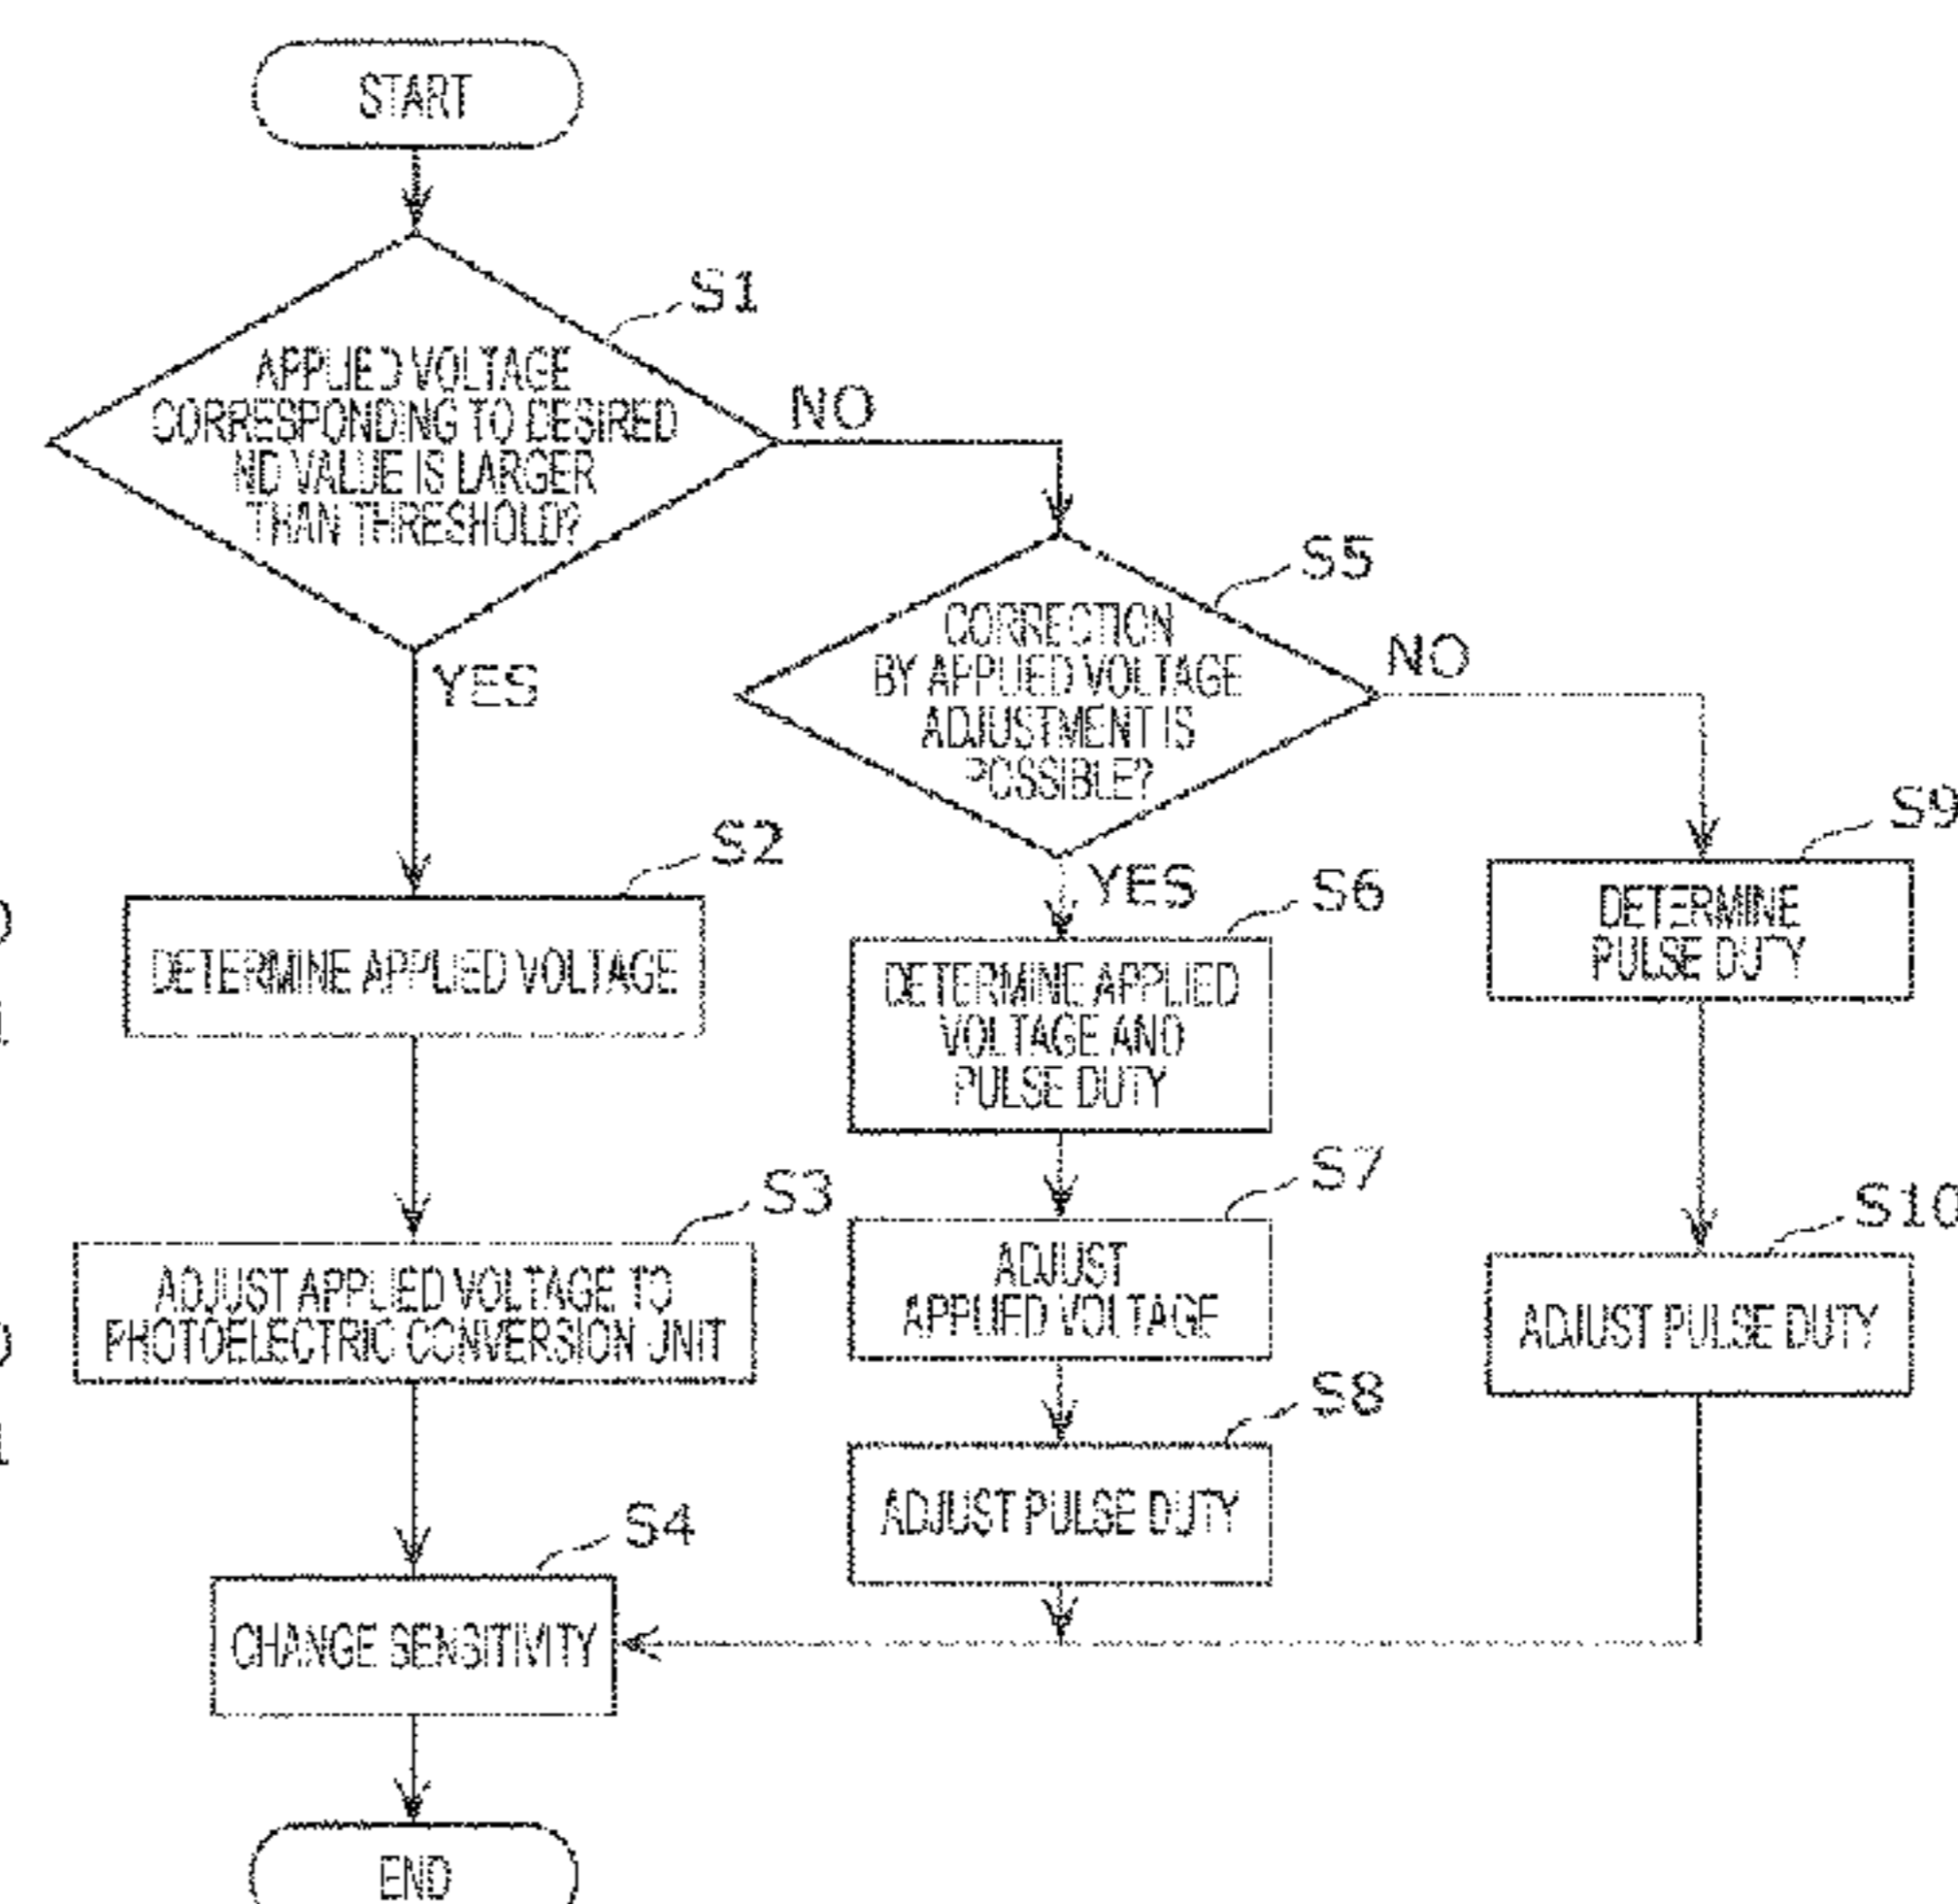 START
S1
APPLIED VOLTAGE
CORRESPONDING TO DESIRED
ND VALUE IS LARGER
THAN THRESHOLD?
NO
YES
S5
CORRECTION
BY APPLIED VOLTAGE
ADJUSTMENT IS
POSSIBLE?
NO
YES
S2
DETERMINE APPLIED VOLTAGE
S6
DETERMINE APPLIED
VOLTAGE AND
PULSE DUTY
S9
DETERMINE
PULSE DUTY
S3
ADJUST APPLIED VOLTAGE TO
PHOTOELECTRIC CONVERSION UNIT
S7
ADJUST
APPLIED VOLTAGE
S10
ADJUST PULSE DUTY
S8
ADJUST PULSE DUTY
S4
CHANGE SENSITIVITY
END